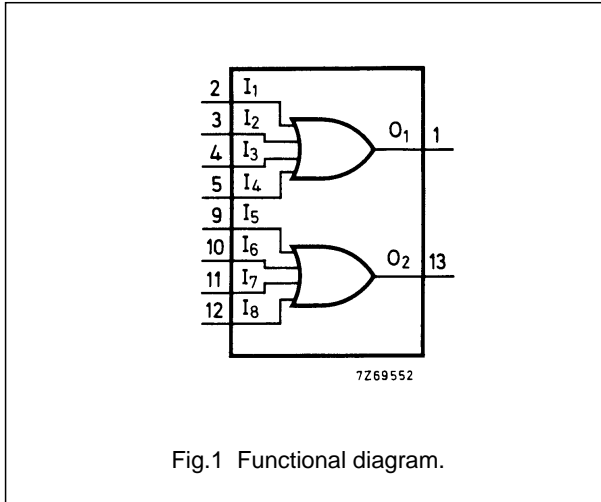 2 I1
3 I2
4 I3
5 I4
O1 1
9 I5
10 I6
11 I7
12 I8
O2 13
7Z69552
Fig.1 Functional diagram.